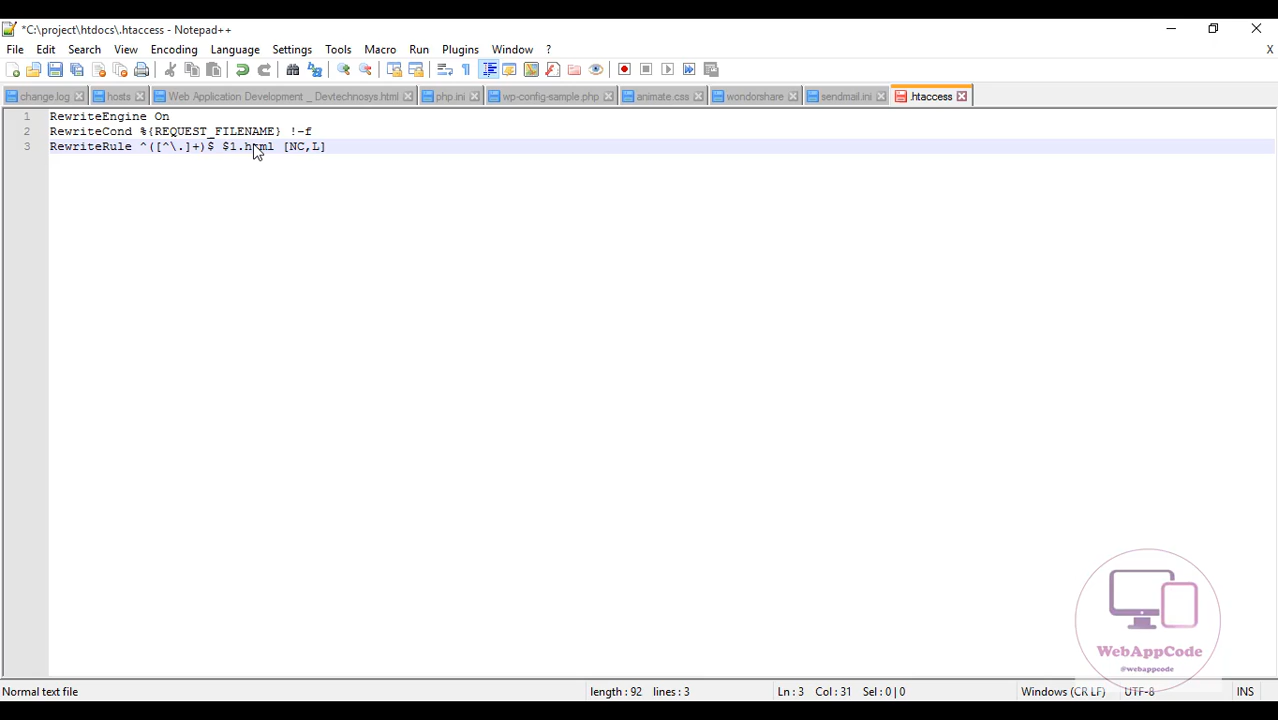 *C:\project\htdocs\.htaccess - Notepad++
File Edit Search View Encoding Language Settings Tools Macro Run Plugins Window ? X
change.log hosts Web Application Development _ Devtechnosys.html php.ini wp-config-sample.php animate.css wondorshare sendmail.ini .htaccess
1 RewriteEngine On
2 RewriteCond %{REQUEST_FILENAME} !-f
3 RewriteRule ^([^\.]+)$ $1.html [NC,L]
WebAppCode
@webappcode
Normal text file length : 92 lines : 3 Ln : 3 Col : 31 Sel : 0 | 0 Windows (CR LF) UTF-8 INS